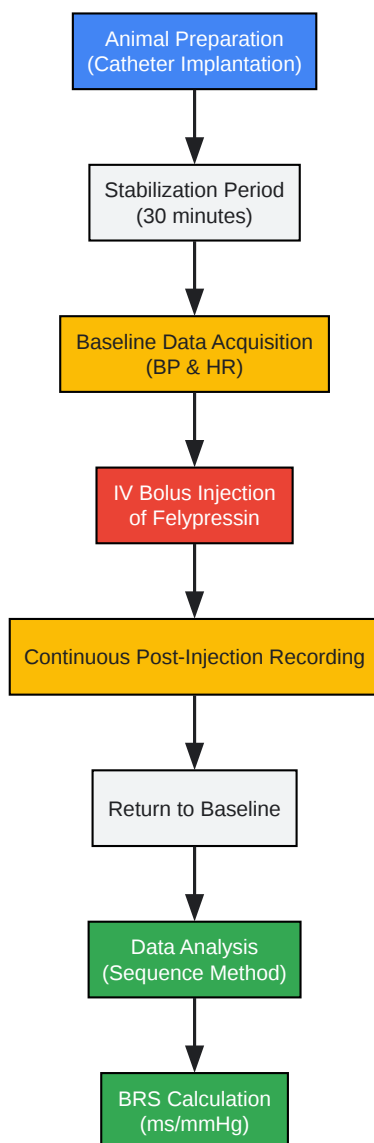 Animal Preparation
(Catheter Implantation)
Stabilization Period
(30 minutes)
Baseline Data Acquisition
(BP & HR)
IV Bolus Injection
of Felypressin
Continuous Post-Injection Recording
Return to Baseline
Data Analysis
(Sequence Method)
BRS Calculation
(ms/mmHg)